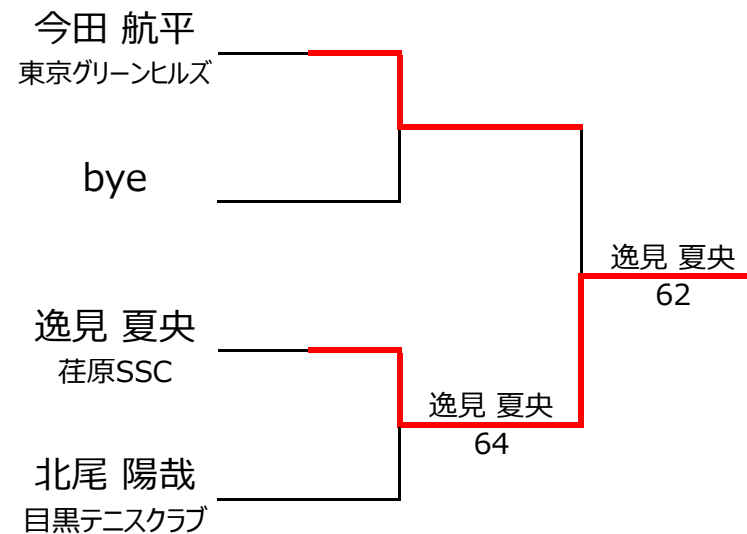 今田 航平
東京グリーンヒルズ
bye
逸見 夏央
荏原SSC
北尾 陽哉
目黒テニスクラブ
逸見 夏央
64
逸見 夏央
62